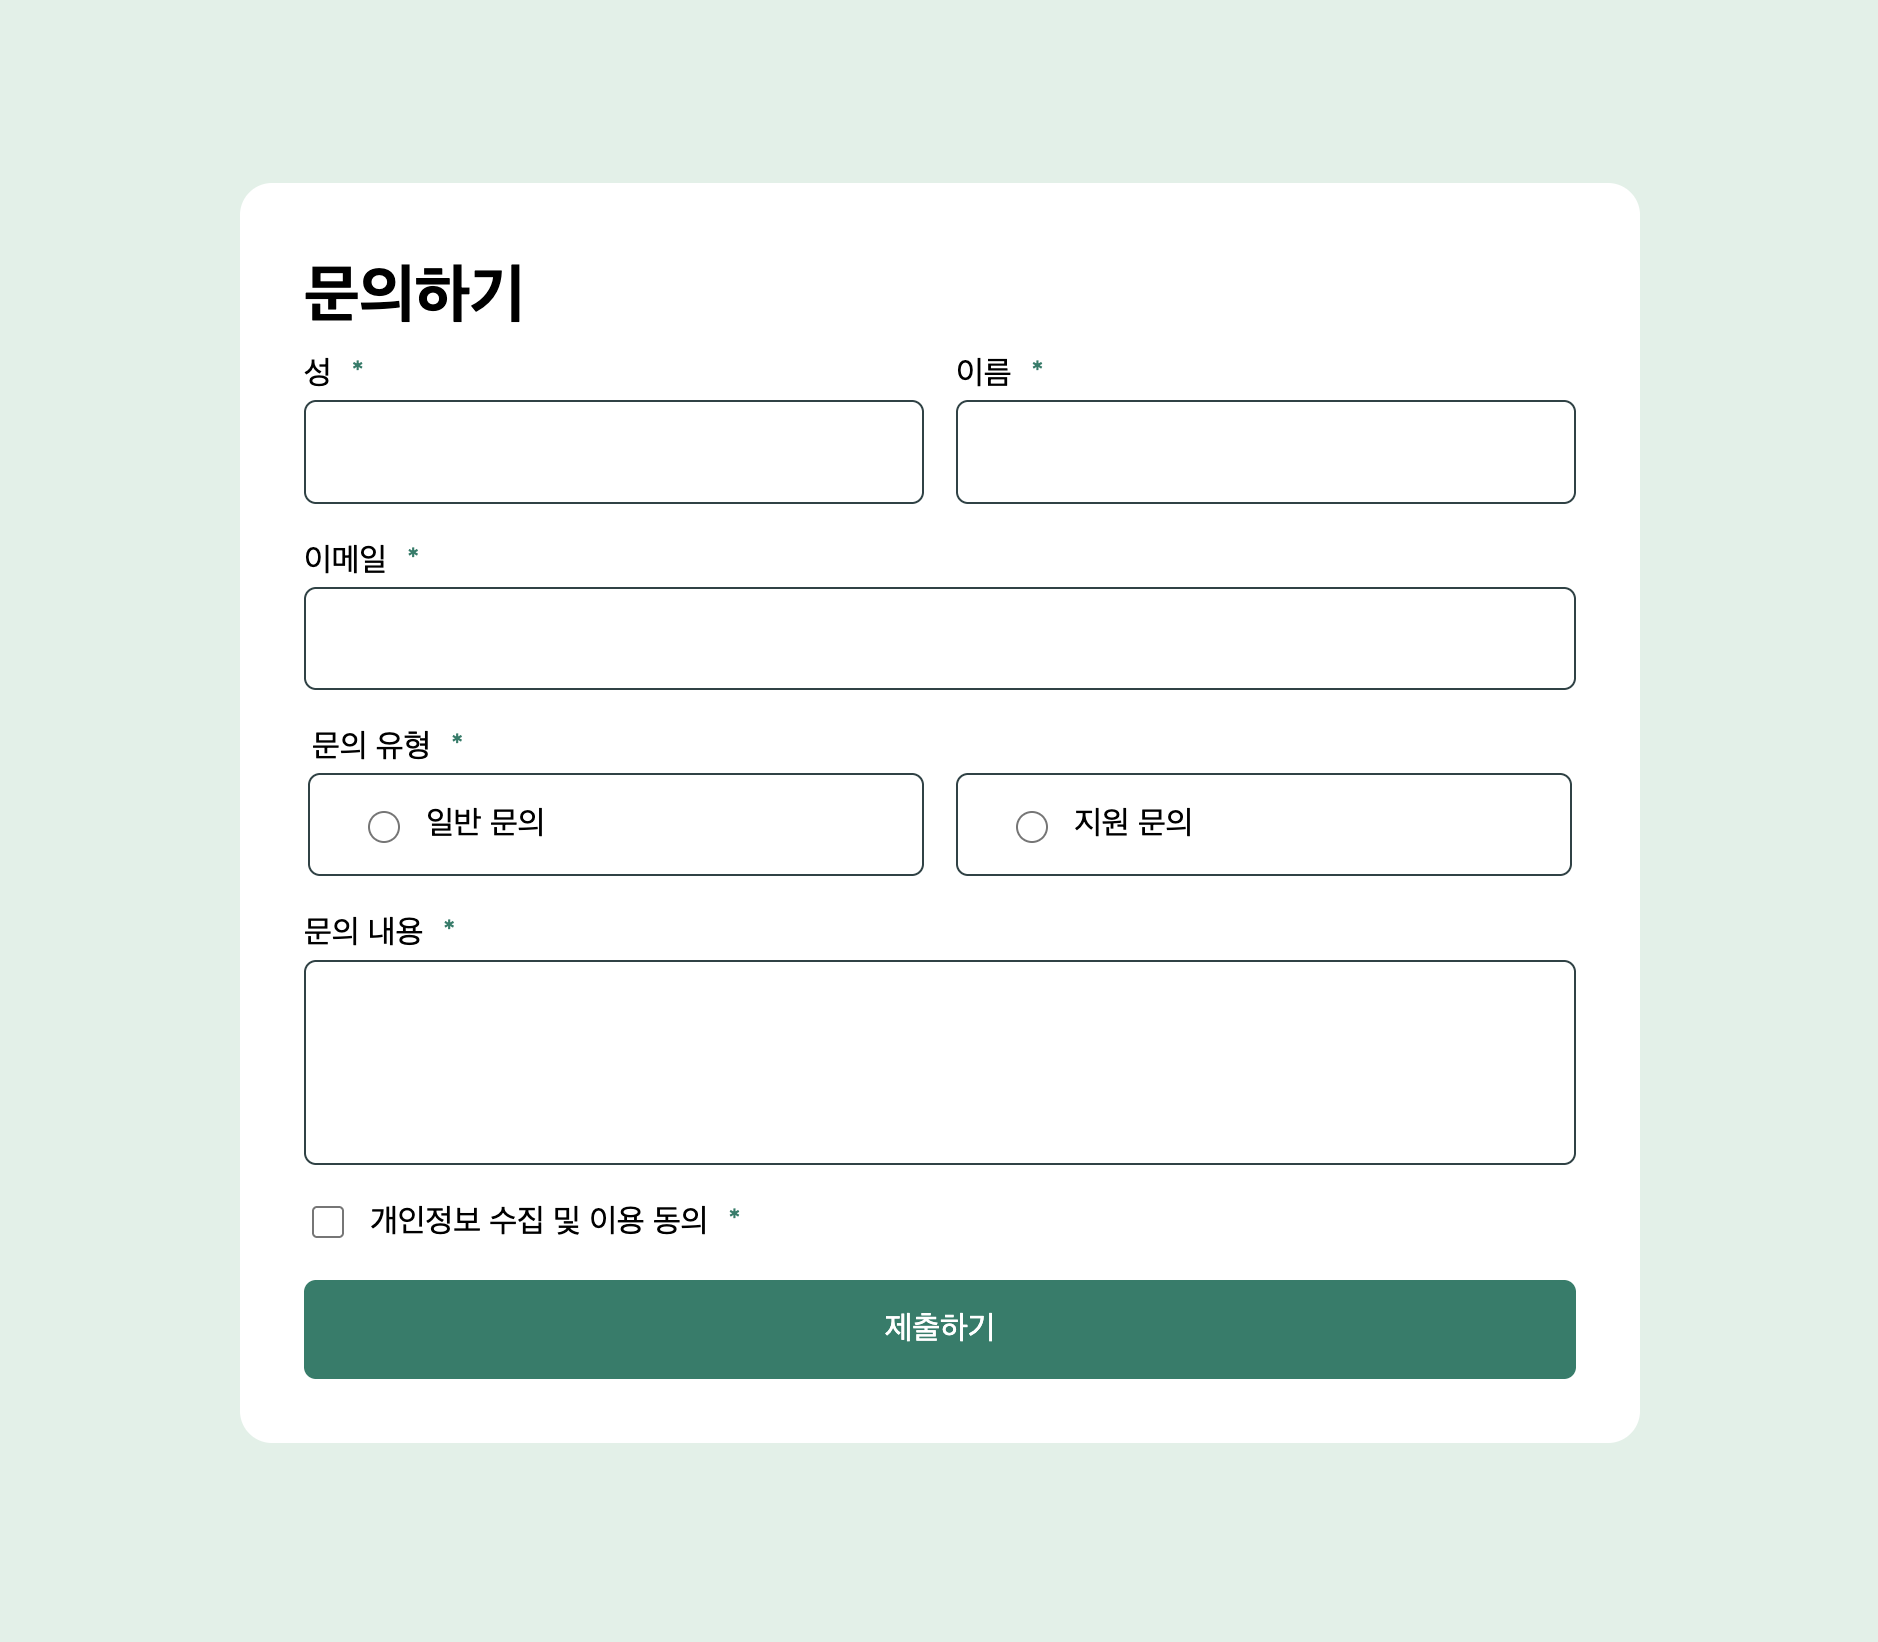 문의하기
성 * 이름 *
이메일 *
문의 유형 *
일반 문의 지원 문의
문의 내용 *
개인정보 수집 및 이용 동의 *
제출하기